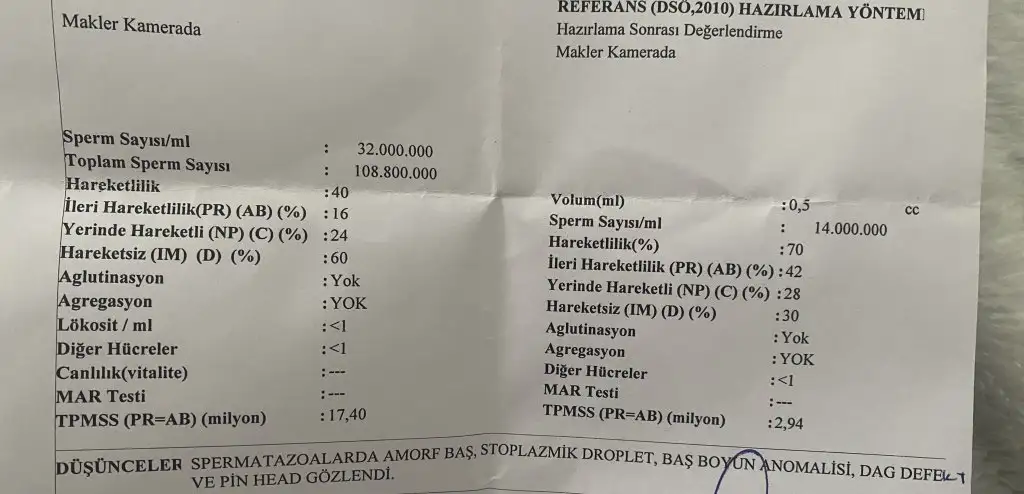 Makler Kamerada
Sperm Sayısı/ml : 32.000.000
Toplam Sperm Sayısı : 108.800.000
Hareketlilik :40
İleri Hareketlilik(PR) (AB) (%) :16
Yerinde Hareketli (NP) (C) (%) :24
Hareketsiz (IM) (D) (%) :60
Aglutinasyon :Yok
Agregasyon :YOK
Lökosit / ml :<1
Diğer Hücreler :<1
Canlılık(vitalite) :---
MAR Testi :---
TPMSS (PR=AB) (milyon) :17,40
REFERANS (DSÖ,2010) HAZIRLAMA YÖNTEMİ
Hazırlama Sonrası Değerlendirme
Makler Kamerada
Volum(ml) :0,5 cc
Sperm Sayısı/ml : 14.000.000
Hareketlilik(%) :70
İleri Hareketlilik (PR) (AB) (%) :42
Yerinde Hareketli (NP) (C) (%) :28
Hareketsiz (IM) (D) (%) :30
Aglutinasyon :Yok
Agregasyon :YOK
Diğer Hücreler :<1
MAR Testi :---
TPMSS (PR=AB) (milyon) :2,94
DÜŞÜNCELER SPERMATAZOALARDA AMORF BAŞ, STOPLAZMİK DROPLET, BAŞ BOYUN ANOMALİSİ, DAG DEFEKT
VE PİN HEAD GÖZLENDİ.